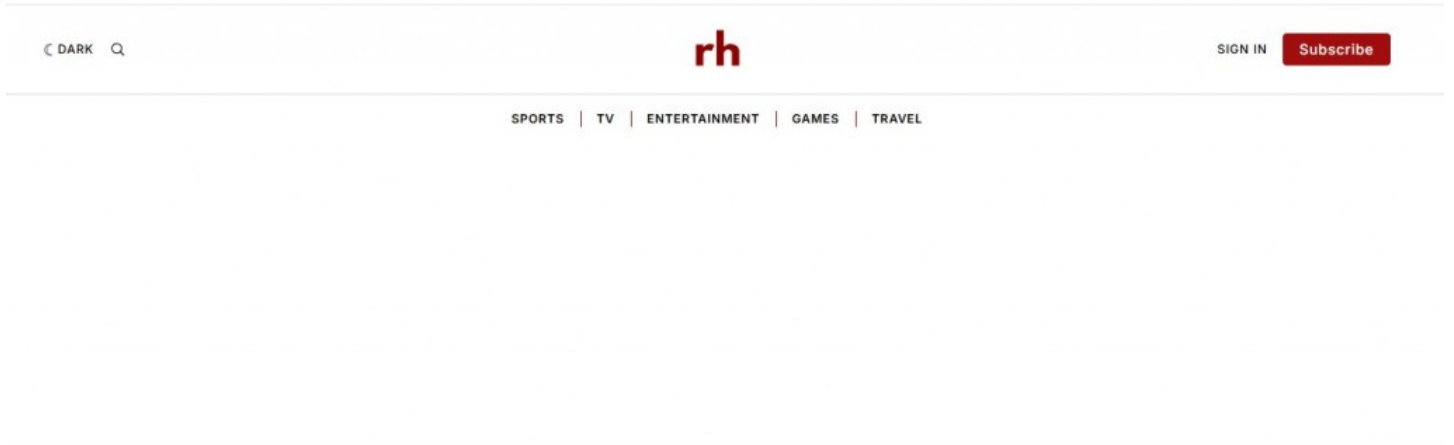 DARK
rh
SIGN IN Subscribe
SPORTS | TV | ENTERTAINMENT | GAMES | TRAVEL